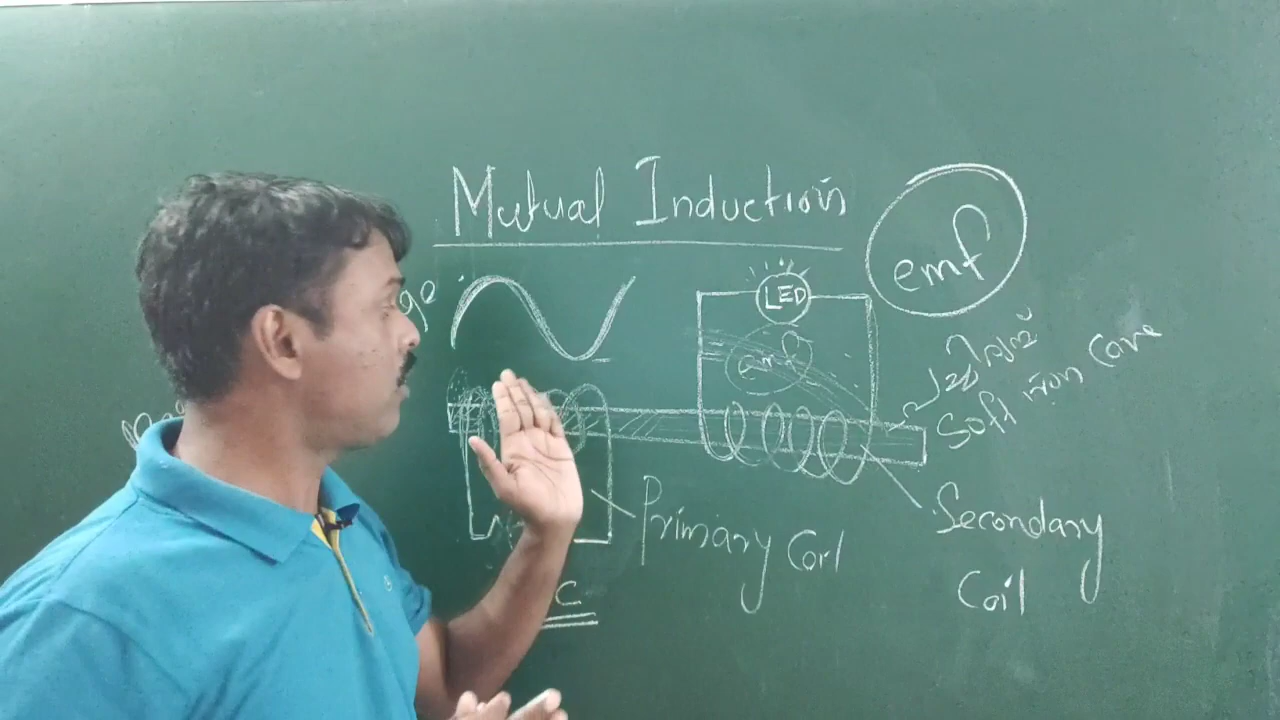 Mutual Induction
emf
LED
emf
Soft iron Core
Primary Coil
Secondary
Coil
C